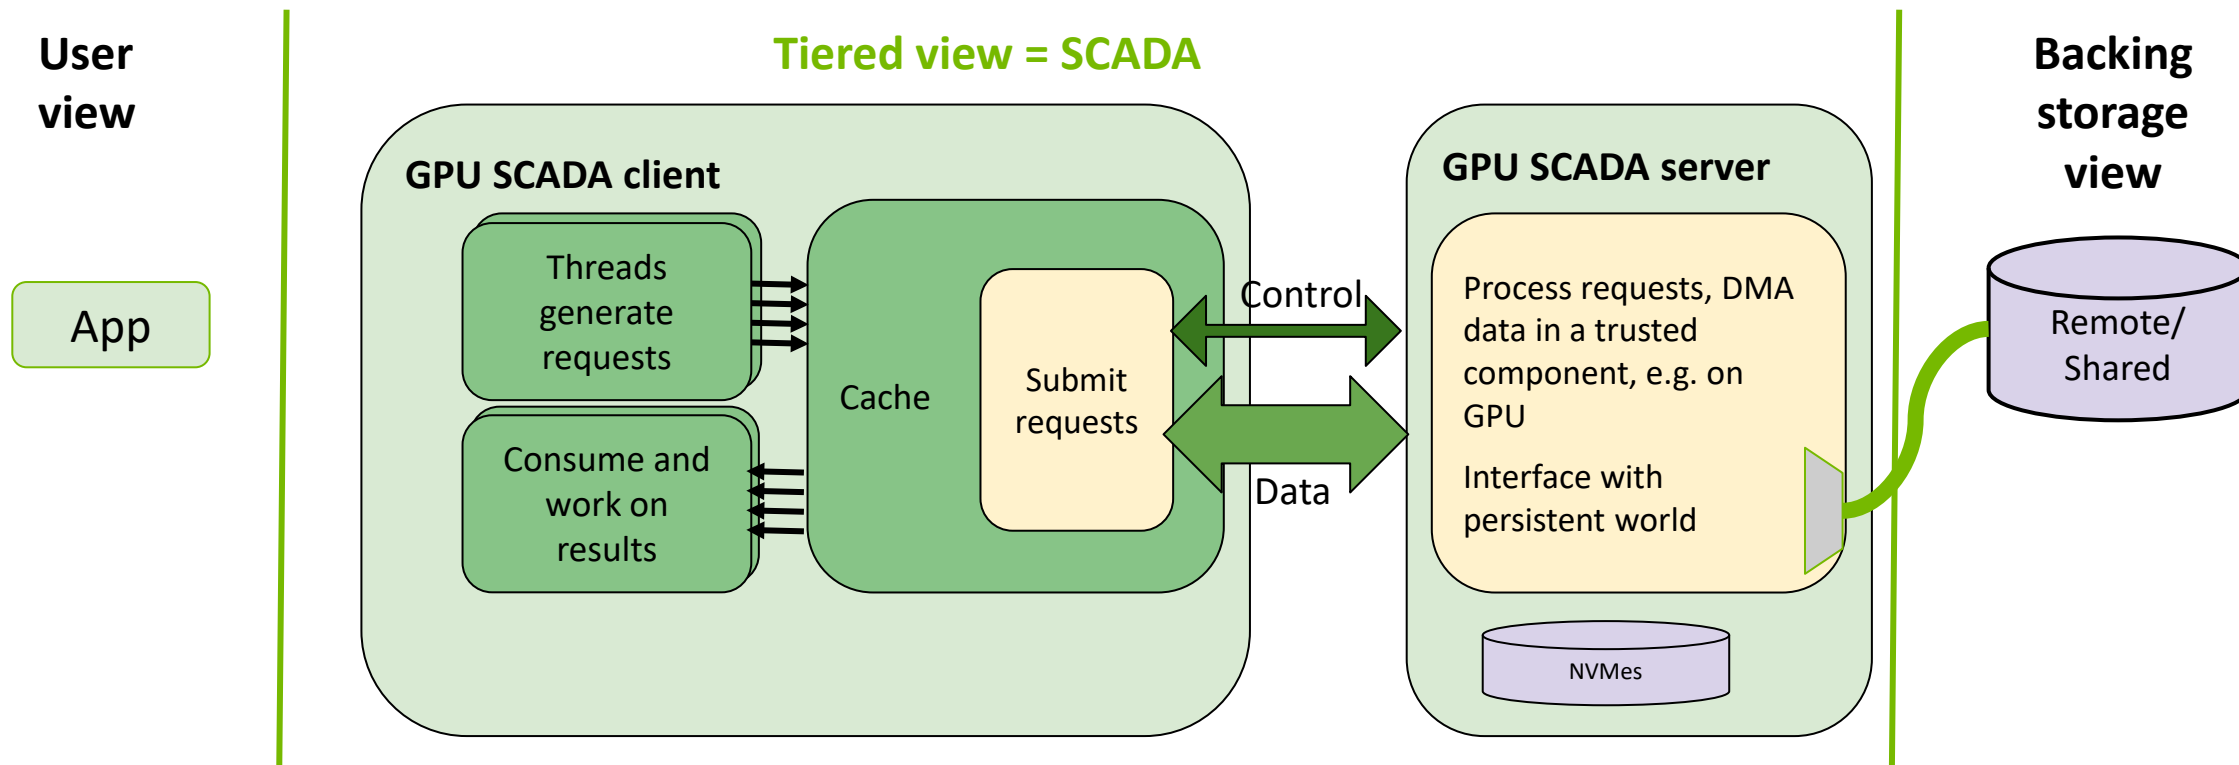 User
view
Tiered view = SCADA
Backing
storage
view
App
GPU SCADA client
Threads
generate
requests
Consume and
work on
results
Cache
Submit
requests
Control
Data
GPU SCADA server
Process requests, DMA
data in a trusted
component, e.g. on
GPU
Interface with
persistent world
NVMes
Remote/
Shared